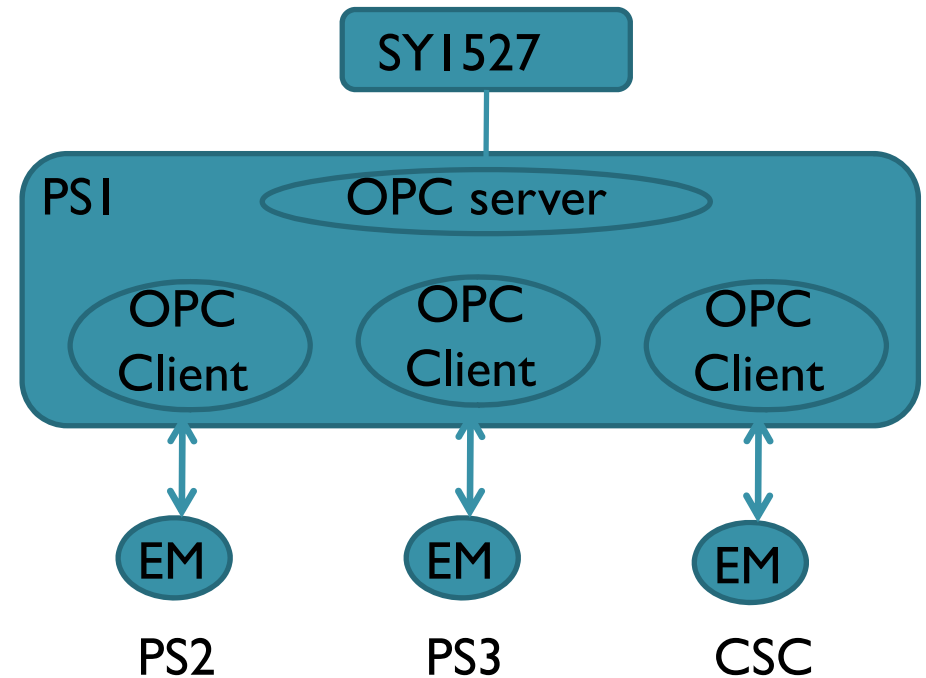 SY1527
PS1
OPC server
OPC
Client
OPC
Client
OPC
Client
EM
EM
EM
PS2
PS3
CSC